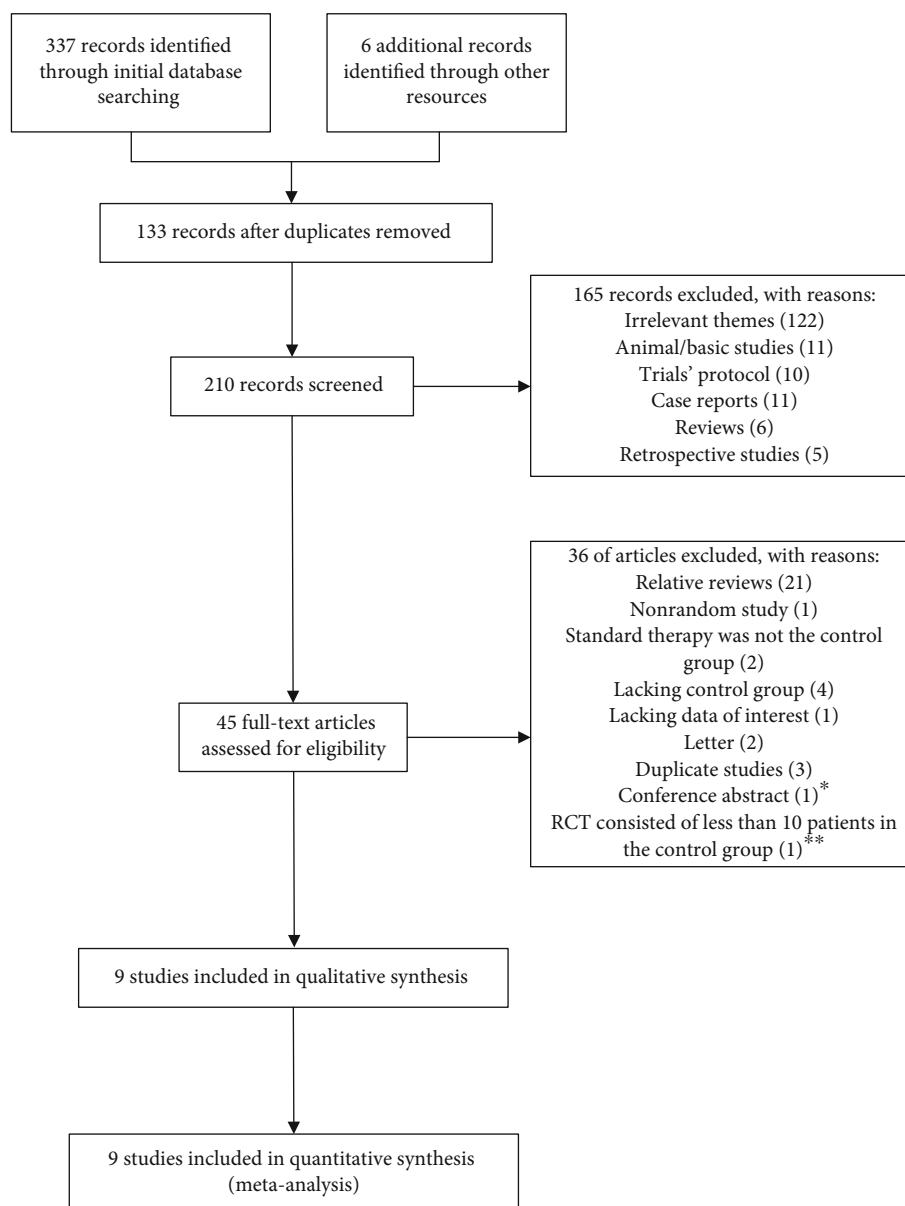 337 records identified
through initial database
searching
6 additional records
identified through other
resources
133 records after duplicates removed
210 records screened
165 records excluded, with reasons:
Irrelevant themes (122)
Animal/basic studies (11)
Trials’ protocol (10)
Case reports (11)
Reviews (6)
Retrospective studies (5)
45 full-text articles
assessed for eligibility
36 of articles excluded, with reasons:
Relative reviews (21)
Nonrandom study (1)
Standard therapy was not the control
group (2)
Lacking control group (4)
Lacking data of interest (1)
Letter (2)
Duplicate studies (3)
Conference abstract (1)*
RCT consisted of less than 10 patients in
the control group (1)**
9 studies included in qualitative synthesis
9 studies included in quantitative synthesis
(meta-analysis)